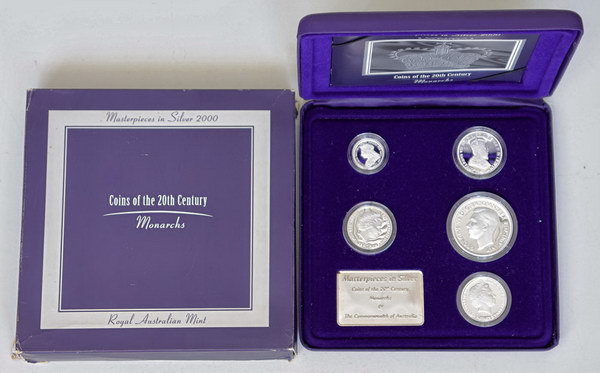 Masterpieces in Silver 2000
Coins of the 20th Century
Monarchs
Royal Australian Mint
Coins of the 20th Century
Monarchs
Masterpieces in Silver
Coins of the 20th Century
Monarchs
of
The Commonwealth of Australia